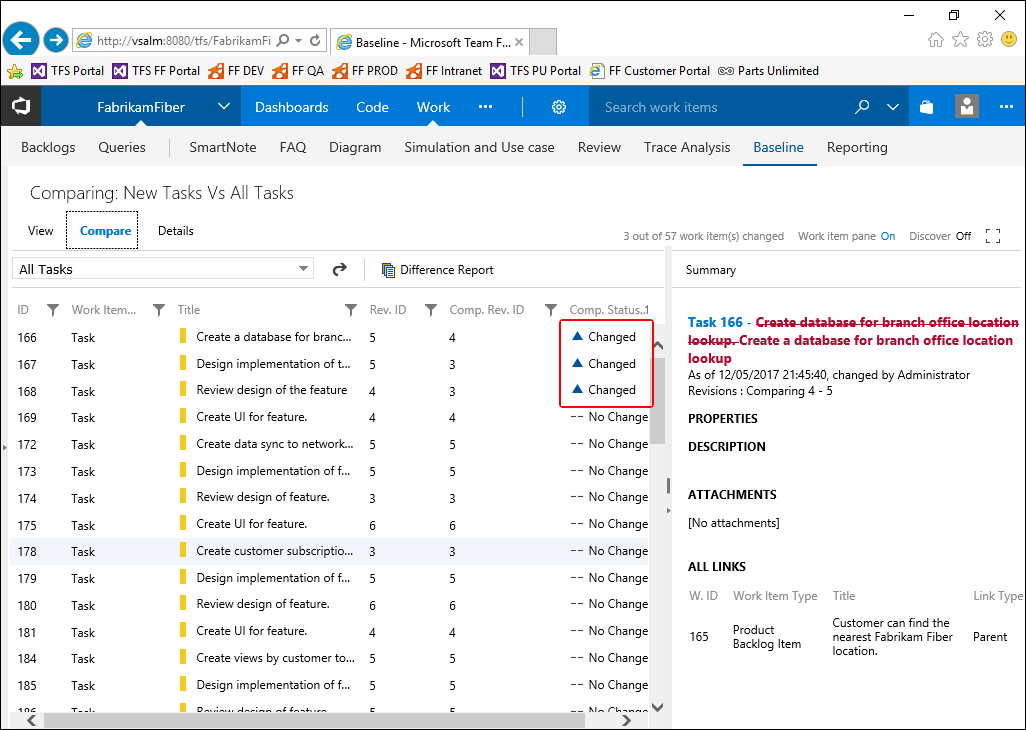 http://vsalm:8080/tfs/FabrikamFi
Baseline - Microsoft Team F...
TFS Portal TFS FF Portal FF DEV FF QA FF PROD FF Intranet TFS PU Portal FF Customer Portal Parts Unlimited
FabrikamFiber Dashboards Code Work ··· Search work items ···
Backlogs Queries SmartNote FAQ Diagram Simulation and Use case Review Trace Analysis Baseline Reporting
Comparing: New Tasks Vs All Tasks
View Compare Details
3 out of 57 work item(s) changed Work item pane On Discover Off
All Tasks Difference Report
ID Work Item... Title Rev. ID Comp. Rev. ID Comp. Status..
166 Task Create a database for branc... 5 4 Changed
167 Task Design implementation of t... 5 3 Changed
168 Task Review design of the feature 4 3 Changed
169 Task Create UI for feature. 4 4 -- No Change
172 Task Create data sync to network... 5 5 -- No Change
173 Task Design implementation of f... 5 5 -- No Change
174 Task Review design of feature. 3 3 -- No Change
175 Task Create UI for feature. 6 6 -- No Change
178 Task Create customer subscriptio... 3 3 -- No Change
179 Task Design implementation of f... 5 5 -- No Change
180 Task Review design of feature. 6 6 -- No Change
181 Task Create UI for feature. 4 4 -- No Change
184 Task Create views by customer to... 5 5 -- No Change
185 Task Design implementation of f... 5 5 -- No Change
186 Task Review design of feature. 5 5 -- No Change
Summary
Task 166 - Create database for branch office location
lookup. Create a database for branch office location
lookup
As of 12/05/2017 21:45:40, changed by Administrator
Revisions : Comparing 4 - 5
PROPERTIES
DESCRIPTION
ATTACHMENTS
[No attachments]
ALL LINKS
W. ID Work Item Type Title Link Type
165 Product Backlog Item Customer can find the nearest Fabrikam Fiber location. Parent